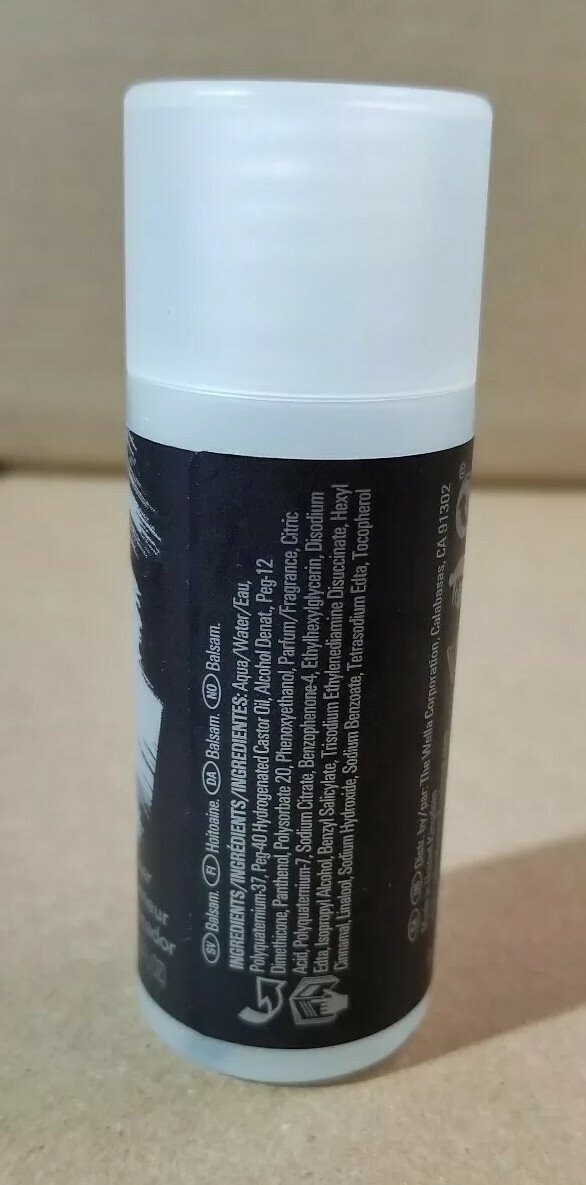 SV Balsam. FI Hoitoaine. DA Balsam. NO Balsam.
INGREDIENTS/INGRÉDIENTS/INGREDIENTES: Aqua/Water/Eau,
Polyquaternium-37, Peg-40 Hydrogenated Castor Oil, Alcohol Denat., Peg-12
Dimethicone, Panthenol, Polysorbate 20, Phenoxyethanol, Parfum/Fragrance, Citric
Acid, Polyquaternium-7, Sodium Citrate, Benzophenone-4, Ethylhexylglycerin, Disodium
Edta, Isopropyl Alcohol, Benzyl Salicylate, Trisodium Ethylenediamine Disuccinate, Hexyl
Cinnamal, Linalool, Sodium Hydroxide, Sodium Benzoate, Tetrasodium Edta, Tocopherol
Distr. by/par: The Wella Corporation, Calabasas, CA 91302